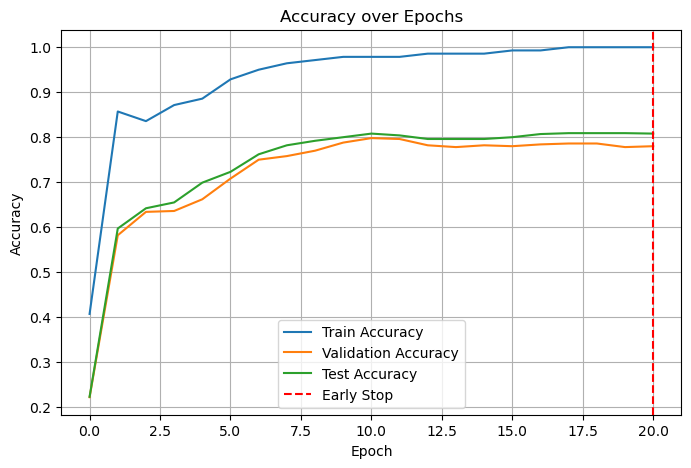 Accuracy over Epochs
Accuracy
1.0
0.9
0.8
0.7
0.6
0.5
0.4
0.3
0.2
Train Accuracy
Validation Accuracy
Test Accuracy
Early Stop
0.0 2.5 5.0 7.5 10.0 12.5 15.0 17.5 20.0
Epoch